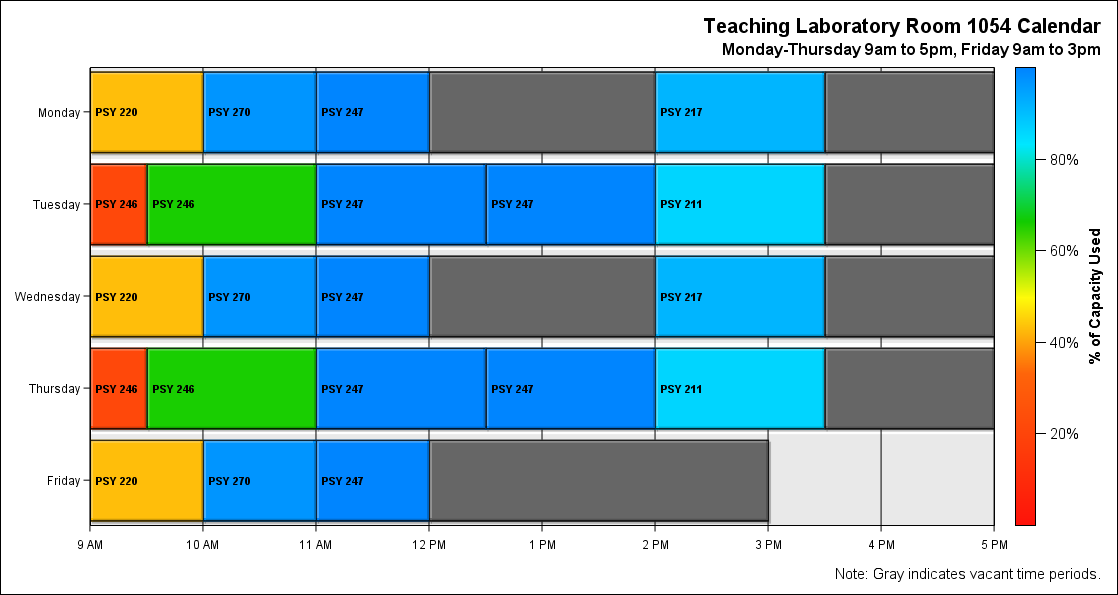 Teaching Laboratory Room 1054 Calendar
Monday-Thursday 9am to 5pm, Friday 9am to 3pm
Monday PSY 220 PSY 270 PSY 247 PSY 217
Tuesday PSY 246 PSY 246 PSY 247 PSY 247 PSY 211
Wednesday PSY 220 PSY 270 PSY 247 PSY 217
Thursday PSY 246 PSY 246 PSY 247 PSY 247 PSY 211
Friday PSY 220 PSY 270 PSY 247
9 AM 10 AM 11 AM 12 PM 1 PM 2 PM 3 PM 4 PM 5 PM
80%
60%
40%
20%
% of Capacity Used
Note: Gray indicates vacant time periods.